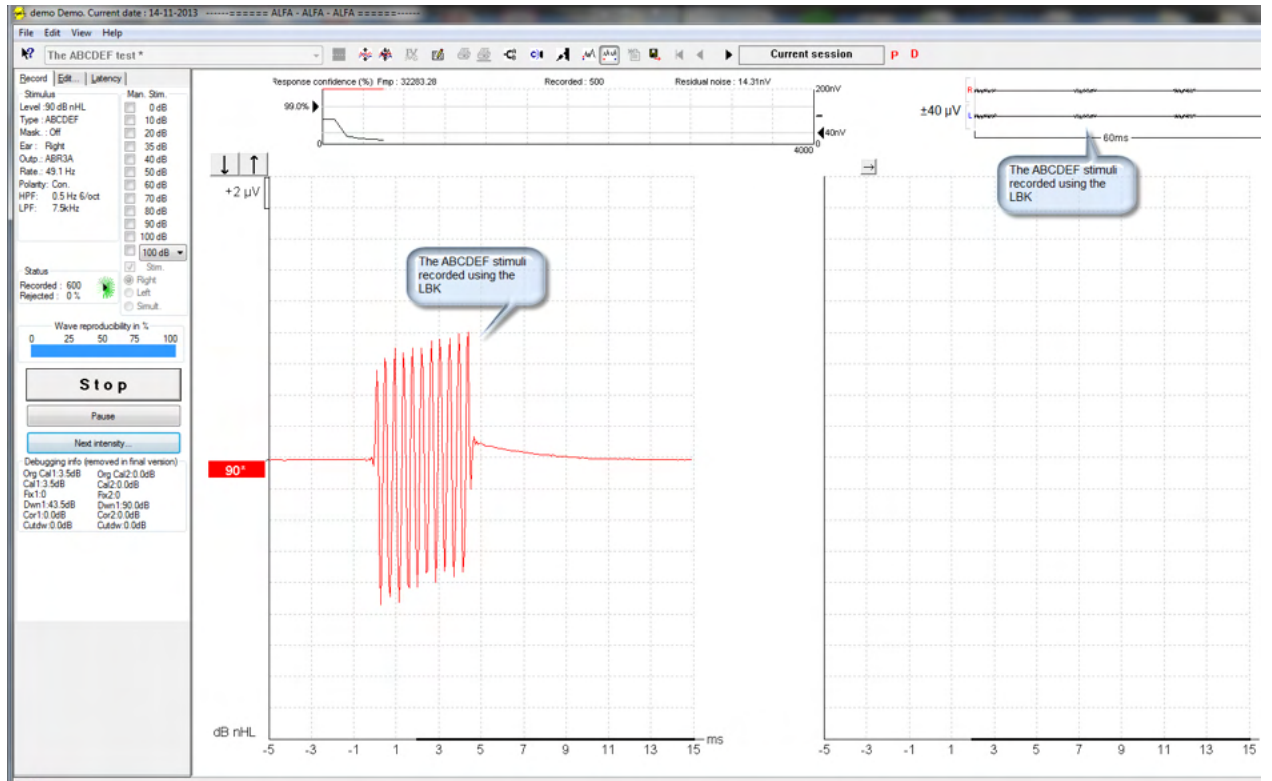 demo Demo. Current date : 14-11-2013 ------====== ALFA - ALFA - ALFA ======------
File Edit View Help
The ABCDEF test *
Current session P D
Record Edit... Latency
Stimulus
Level :90 dB nHL
Type : ABCDEF
Mask. : Off
Ear : Right
Outp.: ABR3A
Rate.: 49.1 Hz
Polarity: Con.
HPF: 0.5 Hz 6/oct
LPF: 7.5kHz
Man. Stim.
0 dB
10 dB
20 dB
35 dB
40 dB
50 dB
60 dB
70 dB
80 dB
90 dB
100 dB
100 dB
Stim.
Right
Left
Simult.
Status
Recorded : 600
Rejected : 0 %
Wave reproducibility in %
0 25 50 75 100
Stop
Pause
Next intensity...
Debugging info (removed in final version)
Org Cal1:3.5dB Org Cal2:0.0dB
Cal1:3.5dB Cal2:0.0dB
Fix1:0 Fix2:0
Dwn1:43.5dB Dwn1:90.0dB
Cor1:0.0dB Cor2:0.0dB
Cutdw:0.0dB Cutdw:0.0dB
Response confidence (%) Fmp : 32283.28 Recorded : 500 Residual noise : 14.31nV
99.0%
0
200nV
40nV
0
4000
±40 µV
R
L
60ms
The ABCDEF stimuli
recorded using the
LBK
+2 µV
The ABCDEF stimuli
recorded using the
LBK
90*
dB nHL
-5 -3 -1 1 3 5 7 9 11 13 15 ms
-5 -3 -1 1 3 5 7 9 11 13 15